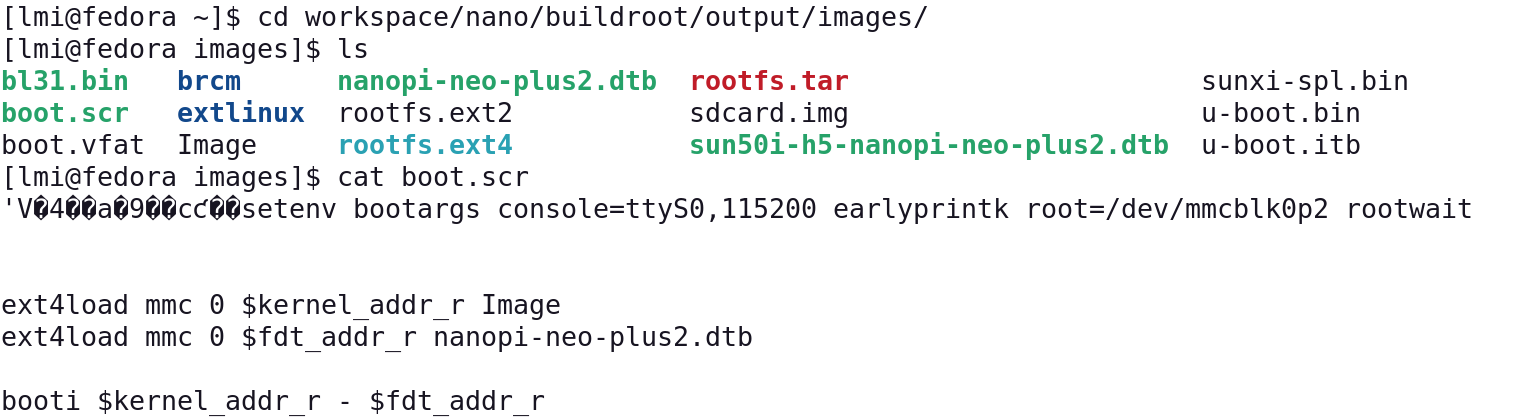 [lmi@fedora ~]$ cd workspace/nano/buildroot/output/images/
[lmi@fedora images]$ ls
bl31.bin   brcm      nanopi-neo-plus2.dtb  rootfs.tar                      sunxi-spl.bin
boot.scr   extlinux  rootfs.ext2           sdcard.img                      u-boot.bin
boot.vfat  Image     rootfs.ext4           sun50i-h5-nanopi-neo-plus2.dtb  u-boot.itb
[lmi@fedora images]$ cat boot.scr
'V�4��a�9��cƈ��setenv bootargs console=ttyS0,115200 earlyprintk root=/dev/mmcblk0p2 rootwait
ext4load mmc 0 $kernel_addr_r Image
ext4load mmc 0 $fdt_addr_r nanopi-neo-plus2.dtb
booti $kernel_addr_r - $fdt_addr_r